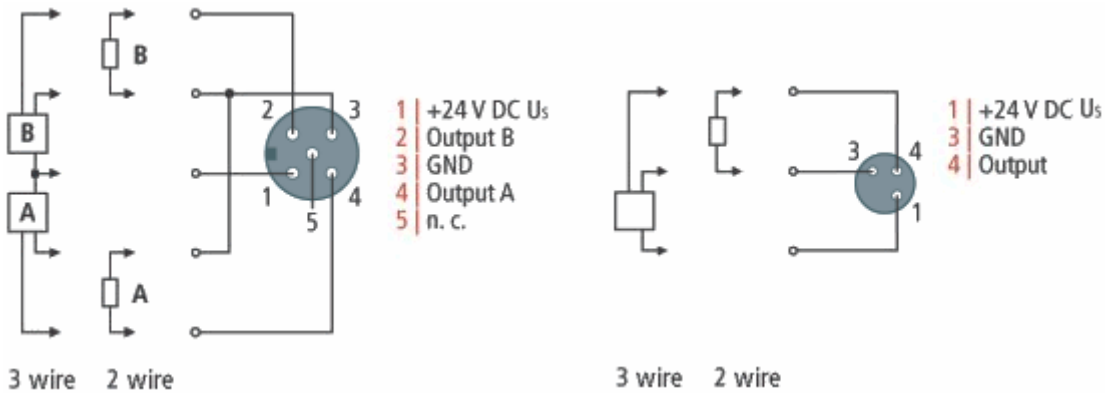 B
B
A
A
2
3
1
4
5
1 +24 V DC Us
2 Output B
3 GND
4 Output A
5 n. c.
3 wire 2 wire
3
4
1
1 +24 V DC Us
3 GND
4 Output
3 wire 2 wire